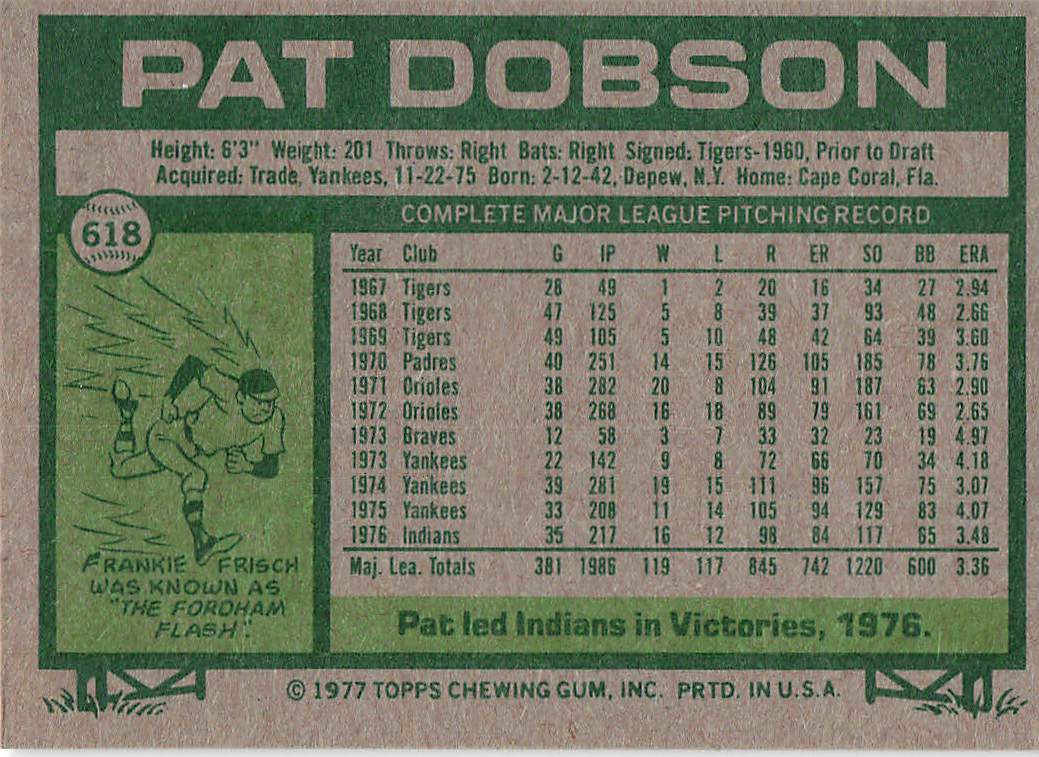 PAT DOBSON
Height: 6'3" Weight: 201 Throws: Right Bats: Right Signed: Tigers-1960, Prior to Draft
Acquired: Trade, Yankees, 11-22-75 Born: 2-12-42, Depew, N.Y. Home: Cape Coral, Fla.
618
COMPLETE MAJOR LEAGUE PITCHING RECORD
Year Club G IP W L R ER SO BB ERA
1967 Tigers 28 49 1 2 20 16 34 27 2.94
1968 Tigers 47 125 5 8 39 37 93 48 2.66
1969 Tigers 49 105 5 10 48 42 64 39 3.60
1970 Padres 40 251 14 15 126 105 185 78 3.76
1971 Orioles 38 282 20 8 104 91 187 63 2.90
1972 Orioles 38 268 16 18 89 79 161 69 2.65
1973 Braves 12 58 3 7 33 32 23 19 4.97
1973 Yankees 22 142 9 8 72 66 70 34 4.18
1974 Yankees 39 281 19 15 111 96 157 75 3.07
1975 Yankees 33 208 11 14 105 94 129 83 4.07
1976 Indians 35 217 16 12 98 84 117 65 3.48
Maj. Lea. Totals 381 1986 119 117 845 742 1220 600 3.36
FRANKIE FRISCH
WAS KNOWN AS
"THE FORDHAM
FLASH".
Pat led Indians in Victories, 1976.
© 1977 TOPPS CHEWING GUM, INC. PRTD. IN U.S.A.